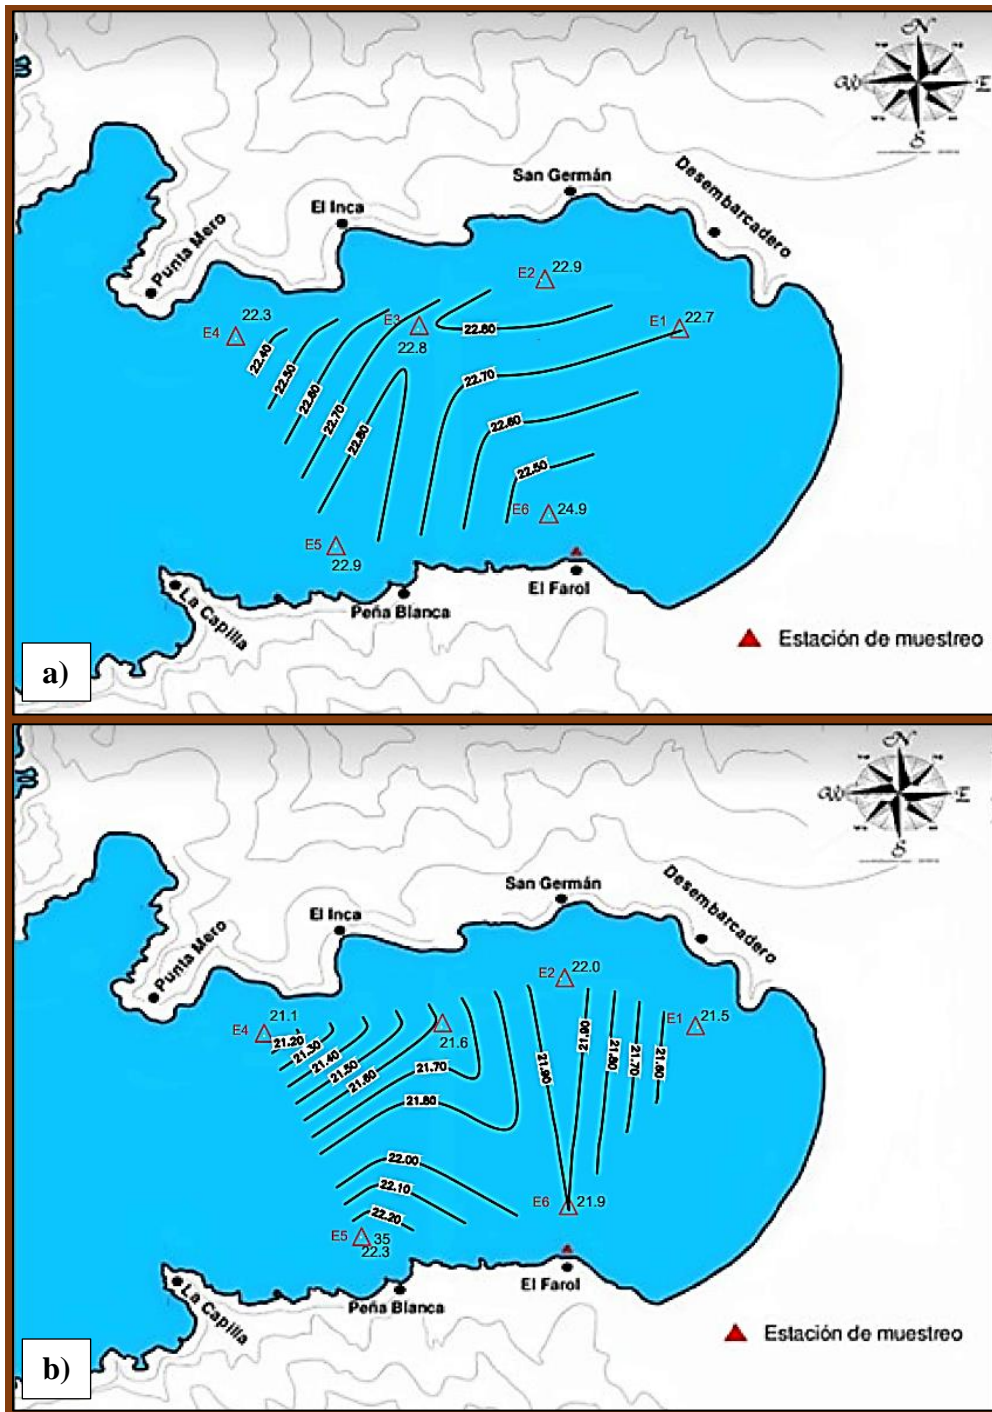 N
E
S
San Germán
Desembarcadero
El Inca
Punta Mero
E2
22.9
22.3
E4
E3
22.8
E1
22.7
22.80
22.40
22.50
22.60
22.70
22.80
22.70
22.60
22.50
E6
24.9
E5
22.9
La Capilla
Peña Blanca
El Farol
Estación de muestreo
a)
N
E
S
San Germán
Desembarcadero
El Inca
Punta Mero
E2
22.0
21.1
E4
21.6
E1
21.5
21.20
21.30
21.40
21.50
21.60
21.70
21.80
21.90
21.90
21.80
21.70
21.60
22.00
22.10
22.20
E6
21.9
E5
35
22.3
La Capilla
Peña Blanca
El Farol
Estación de muestreo
b)